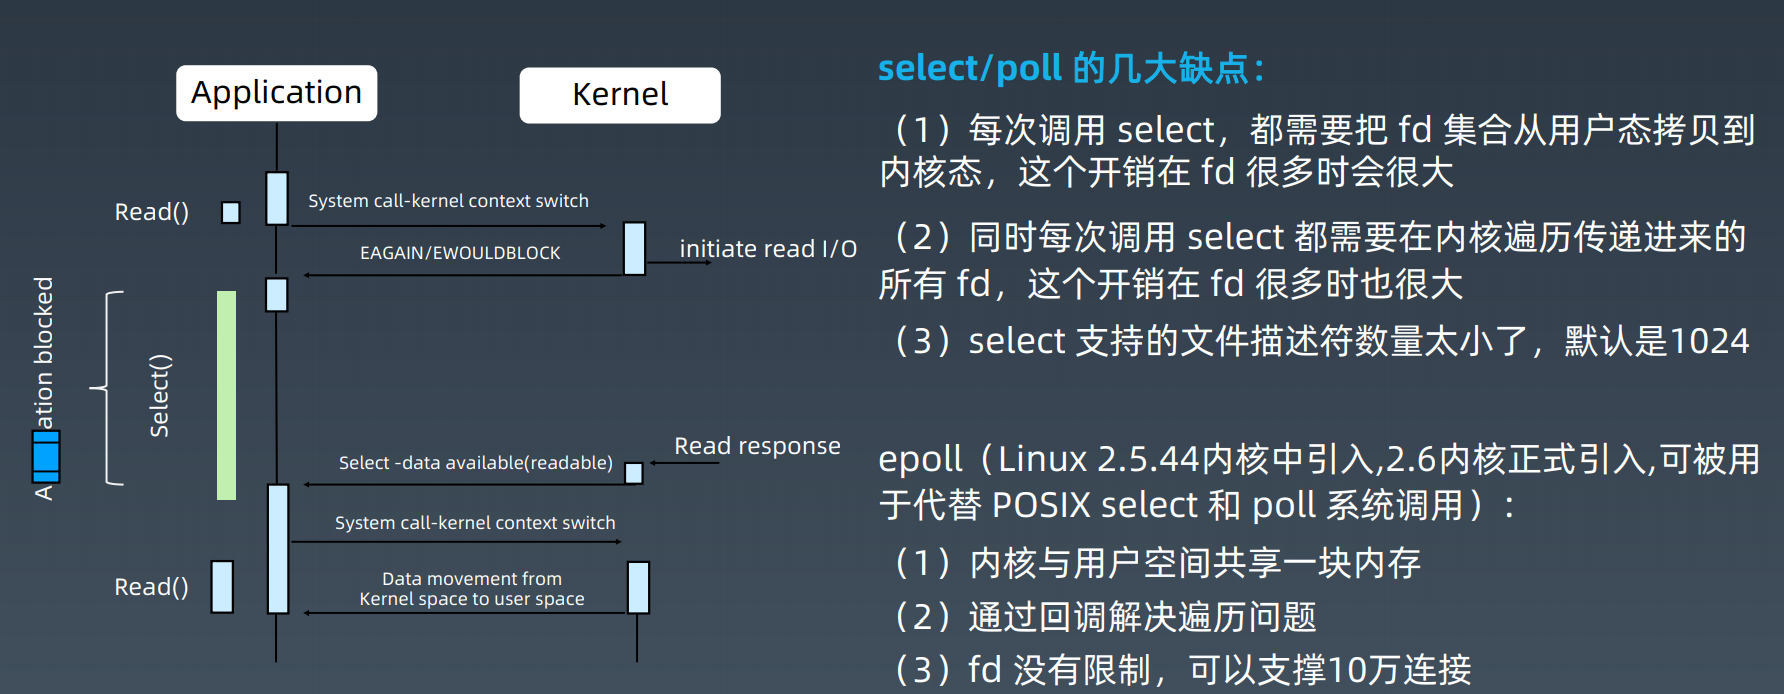 Application
Kernel
Read()
System call-kernel context switch
EAGAIN/EWOULDBLOCK
initiate read I/O
A ation blocked
Select()
Read response
Select -data available(readable)
System call-kernel context switch
Read()
Data movement from
Kernel space to user space
select/poll 的几大缺点：
（1）每次调用 select，都需要把 fd 集合从用户态拷贝到
内核态，这个开销在 fd 很多时会很大
（2）同时每次调用 select 都需要在内核遍历传递进来的
所有 fd，这个开销在 fd 很多时也很大
（3）select 支持的文件描述符数量太小了，默认是1024
epoll（Linux 2.5.44内核中引入,2.6内核正式引入,可被用
于代替 POSIX select 和 poll 系统调用）：
（1）内核与用户空间共享一块内存
（2）通过回调解决遍历问题
（3）fd 没有限制，可以支撑10万连接